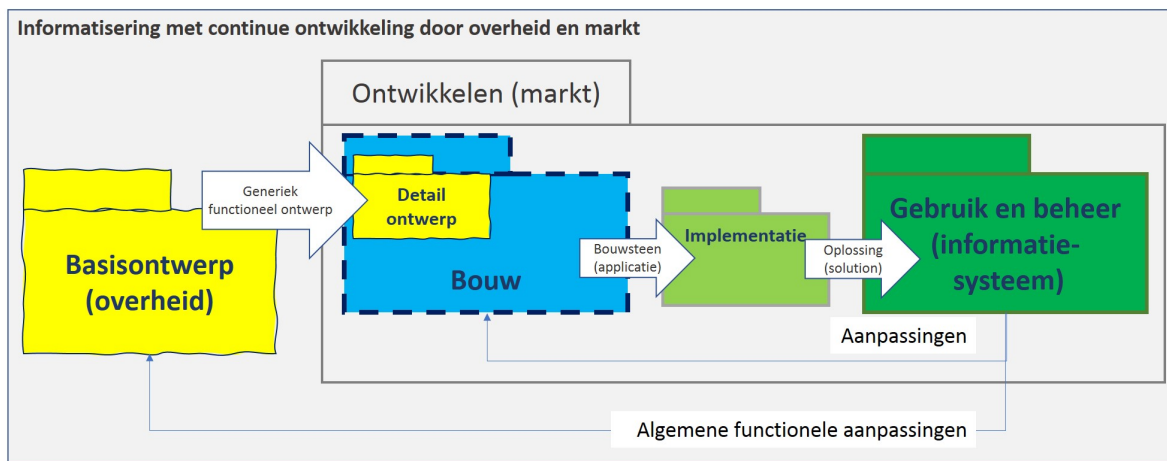 Informatisering met continue ontwikkeling door overheid en markt
Ontwikkelen (markt)
Generiek
functioneel ontwerp
Detail
ontwerp
Basisontwerp
(overheid)
Bouw
Bouwsteen
(applicatie)
Implementatie
Oplossing
(solution)
Gebruik en beheer
(informatie-
systeem)
Aanpassingen
Algemene functionele aanpassingen